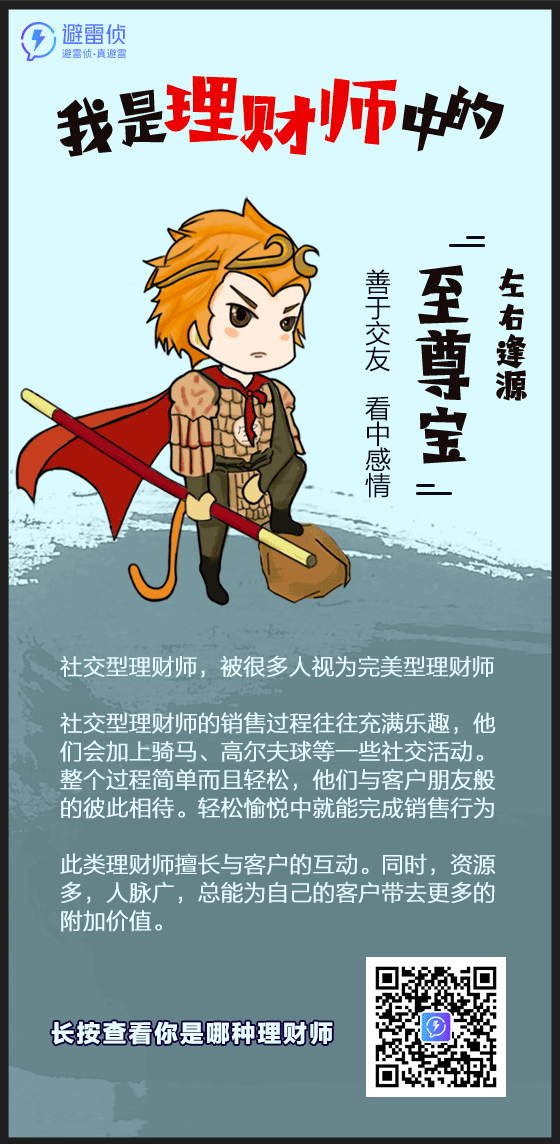 避雷侦
避雷侦·真避雷
我是理财师中的
左右逢源
至尊宝
善于交友 看中感情
社交型理财师，被很多人视为完美型理财师
社交型理财师的销售过程往往充满乐趣，他
们会加上骑马、高尔夫球等一些社交活动。
整个过程简单而且轻松，他们与客户朋友般
的彼此相待。轻松愉悦中就能完成销售行为
此类理财师擅长与客户的互动。同时，资源
多，人脉广，总能为自己的客户带去更多的
附加价值。
长按查看你是哪种理财师